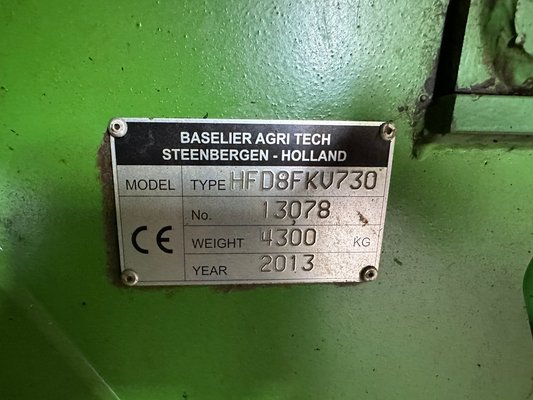 BASELIER AGRI TECH
STEENBERGEN - HOLLAND
MODEL TYPE HFD8FKV730
No. 13078
CE WEIGHT 4300 KG
YEAR 2013